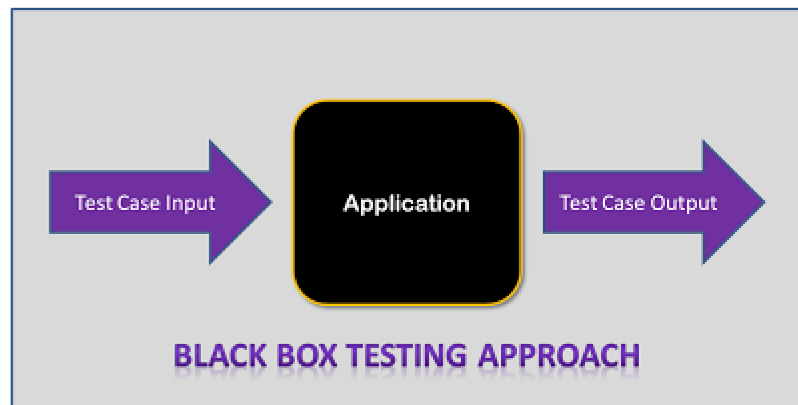 Test Case Input
Application
Test Case Output
BLACK BOX TESTING APPROACH